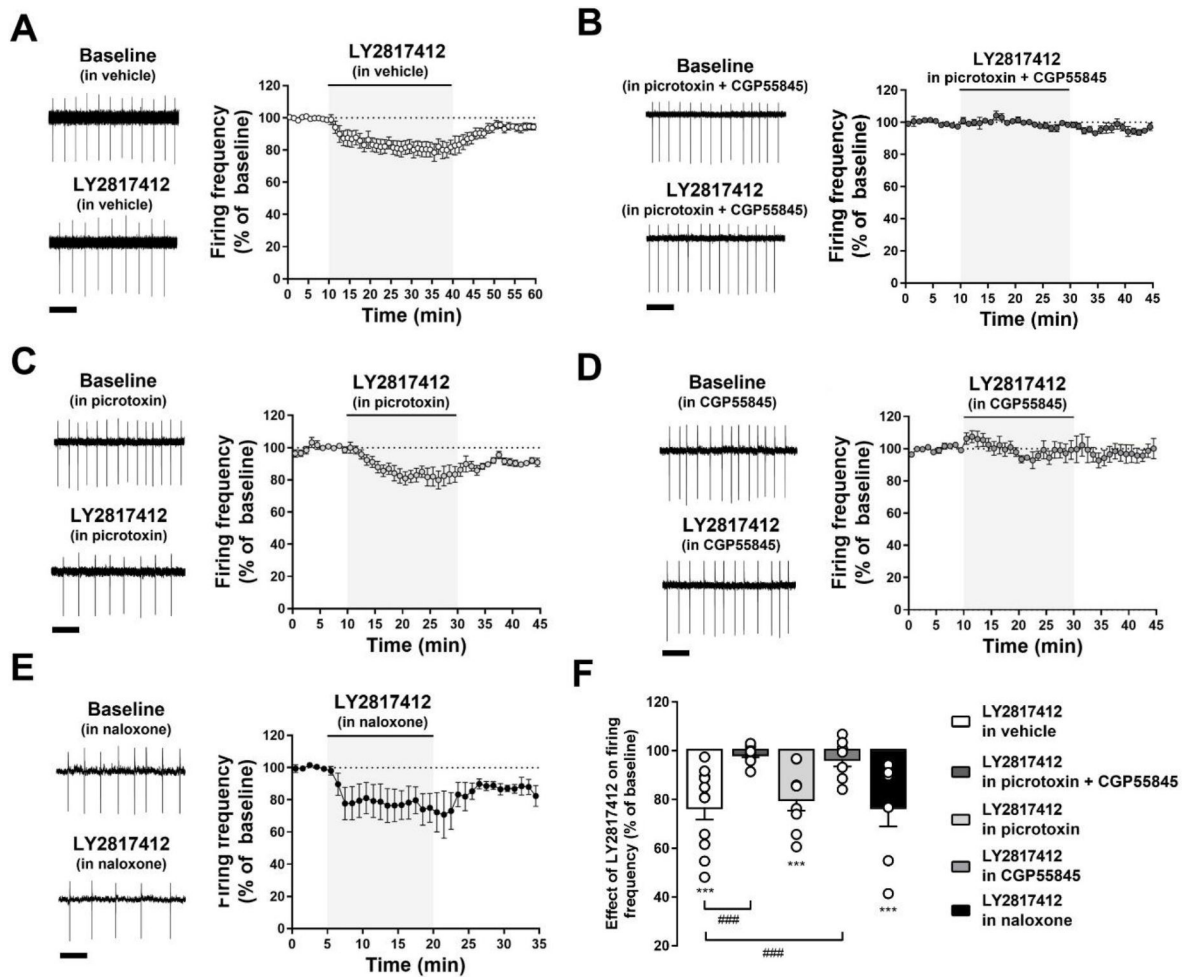 A
Baseline
(in vehicle)
LY2817412
(in vehicle)
LY2817412
(in vehicle)
Firing frequency
(% of baseline)
120
100
80
60
40
20
0
0 5 10 15 20 25 30 35 40 45 50 55 60
Time (min)
B
Baseline
(in picrotoxin + CGP55845)
LY2817412
(in picrotoxin + CGP55845)
LY2817412
in picrotoxin + CGP55845)
Firing frequency
(% of baseline)
120
100
80
60
40
20
0
0 5 10 15 20 25 30 35 40 45
Time (min)
C
Baseline
(in picrotoxin)
LY2817412
(in picrotoxin)
LY2817412
(in picrotoxin)
Firing frequency
(% of baseline)
120
100
80
60
40
20
0
0 5 10 15 20 25 30 35 40 45
Time (min)
D
Baseline
(in CGP55845)
LY2817412
(in CGP55845)
LY2817412
(in CGP55845)
Firing frequency
(% of baseline)
120
100
80
60
40
20
0
0 5 10 15 20 25 30 35 40 45
Time (min)
E
Baseline
(in naloxone)
LY2817412
(in naloxone)
LY2817412
(in naloxone)
Firing frequency
(% of baseline)
120
100
80
60
40
20
0
0 5 10 15 20 25 30 35
Time (min)
F
Effect of LY2817412 on firing
frequency (% of baseline)
120
100
80
60
40
20
***
***
***
###
###
LY2817412
in vehicle
LY2817412
in picrotoxin + CGP55845
LY2817412
in picrotoxin
LY2817412
in CGP55845
LY2817412
in naloxone